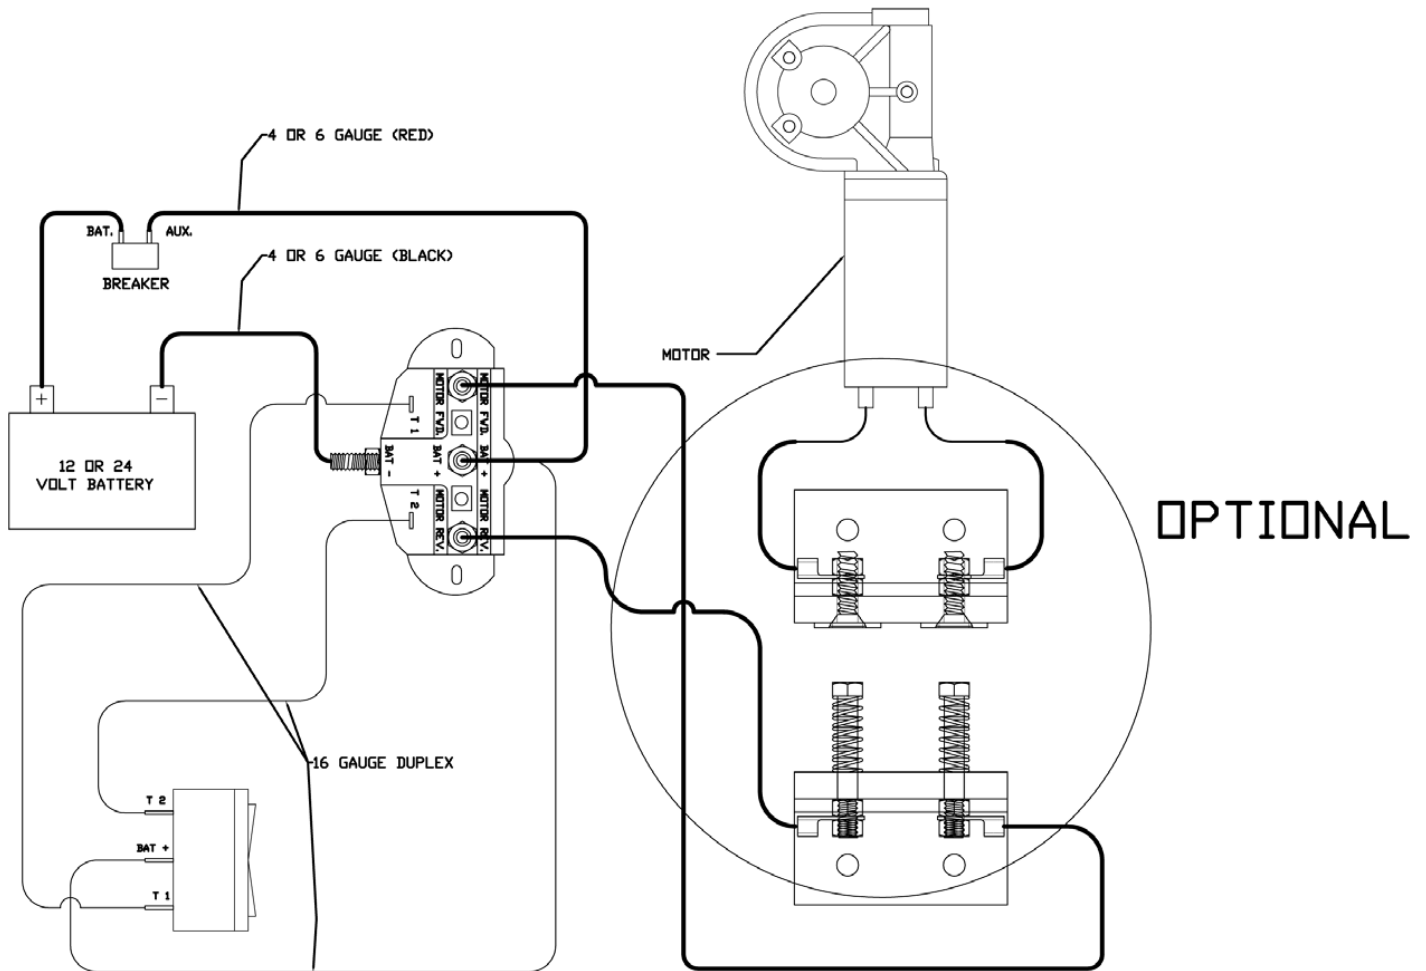 4 OR 6 GAUGE (RED)
BAT.
AUX.
BREAKER
4 OR 6 GAUGE (BLACK)
MOTOR
+
−
12 OR 24
VOLT BATTERY
T 1
BAT -
BAT +
T 2
MOTOR FWD.
MOTOR REV.
MOTOR FWD.
BAT +
MOTOR REV.
OPTIONAL
16 GAUGE DUPLEX
T 2
BAT +
T 1